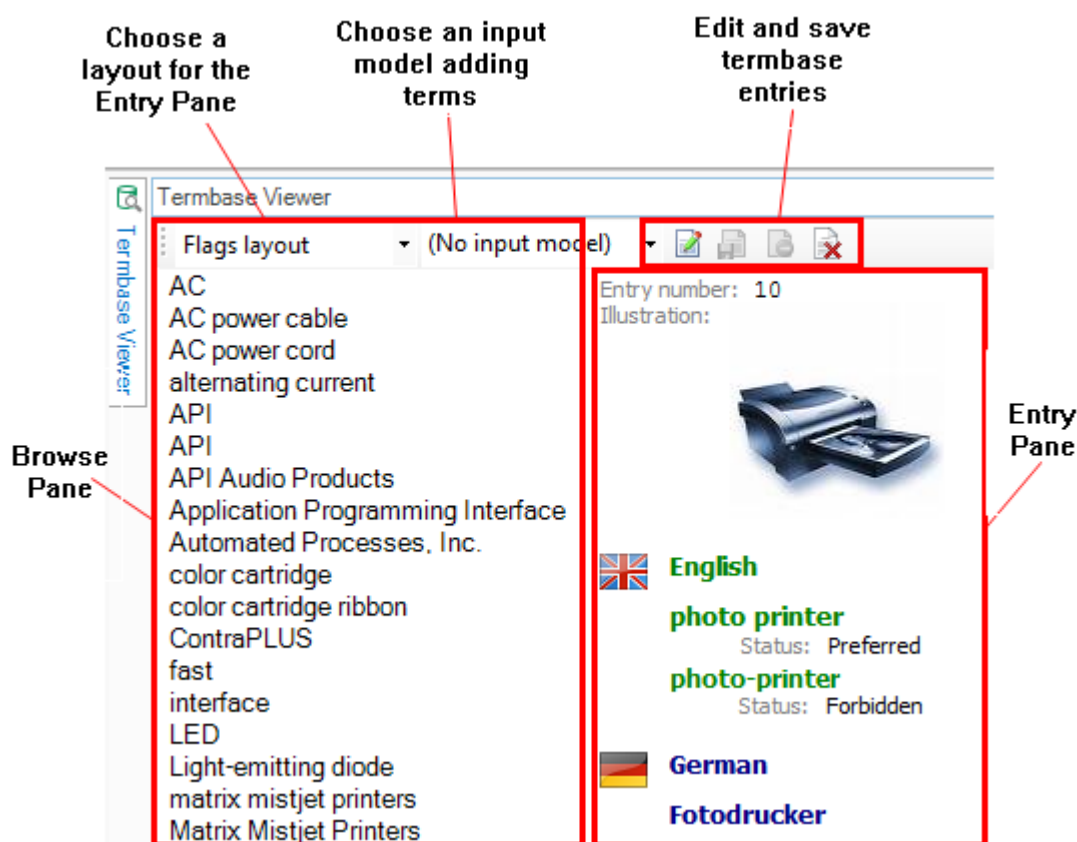 Choose a
layout for the
Entry Pane
Choose an input
model adding
terms
Edit and save
termbase
entries
Termbase Viewer
Termbase Viewer
Flags layout
(No input model)
AC
AC power cable
AC power cord
alternating current
API
API
API Audio Products
Application Programming Interface
Automated Processes, Inc.
color cartridge
color cartridge ribbon
ContraPLUS
fast
interface
LED
Light-emitting diode
matrix mistjet printers
Matrix Mistjet Printers
Browse
Pane
Entry number: 10
Illustration:
English
photo printer
Status: Preferred
photo-printer
Status: Forbidden
German
Fotodrucker
Entry
Pane